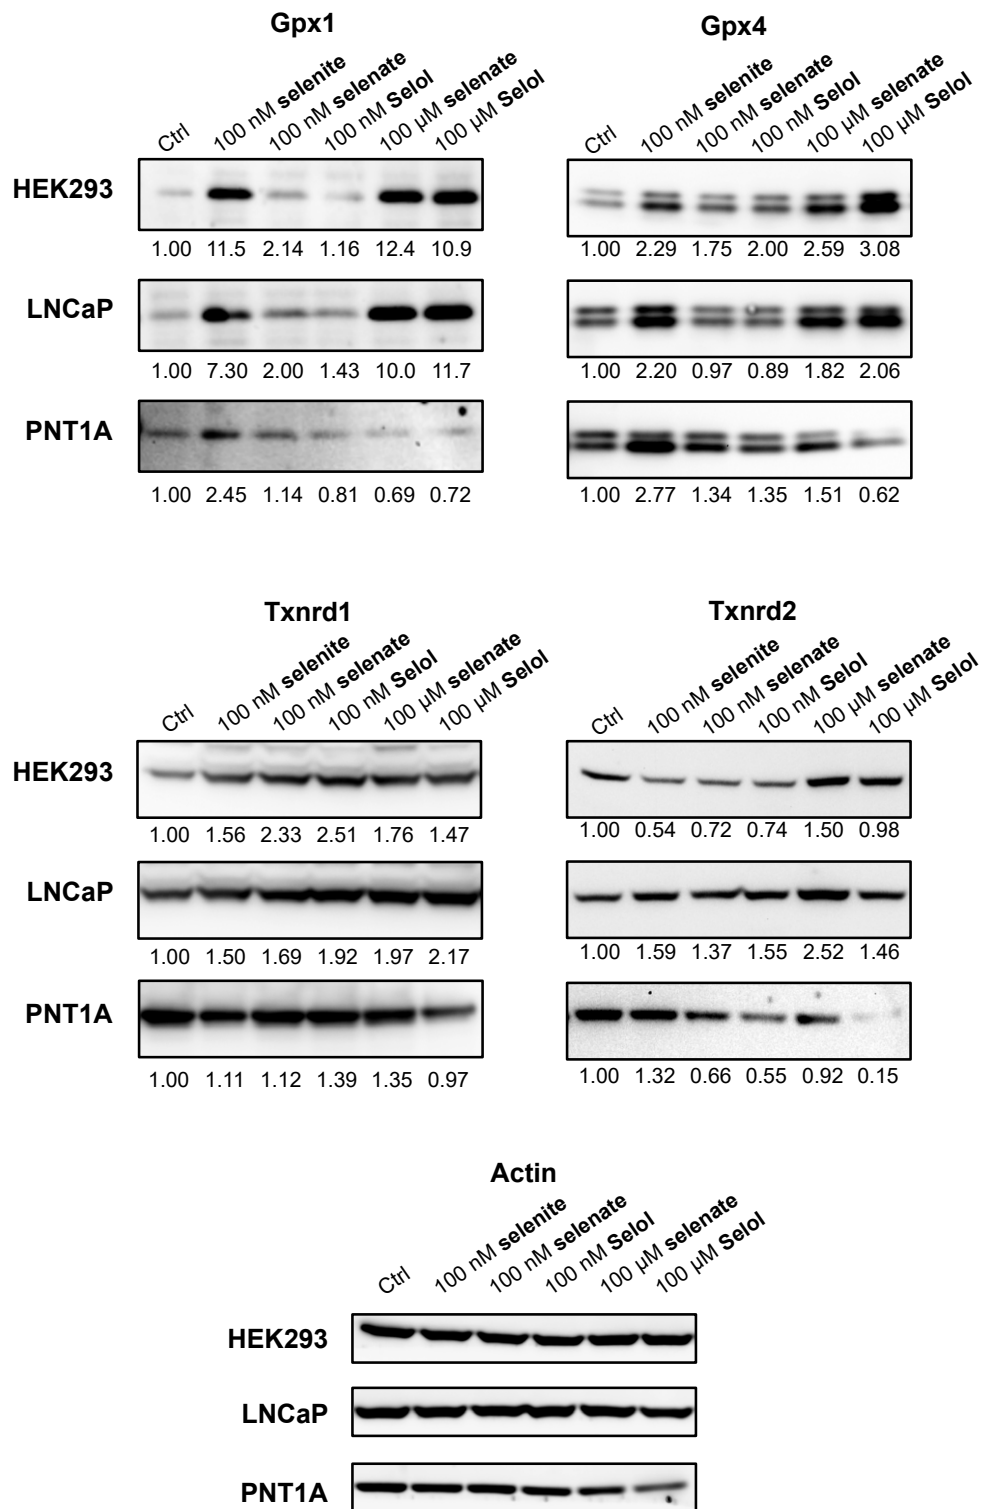 Gpx1
Ctrl
100 nM selenite
100 nM selenate
100 nM Selol
100 µM selenate
100 µM Selol
HEK293
1.00 11.5 2.14 1.16 12.4 10.9
LNCaP
1.00 7.30 2.00 1.43 10.0 11.7
PNT1A
1.00 2.45 1.14 0.81 0.69 0.72
Gpx4
Ctrl
100 nM selenite
100 nM selenate
100 nM Selol
100 µM selenate
100 µM Selol
1.00 2.29 1.75 2.00 2.59 3.08
1.00 2.20 0.97 0.89 1.82 2.06
1.00 2.77 1.34 1.35 1.51 0.62
Txnrd1
Ctrl
100 nM selenite
100 nM selenate
100 nM Selol
100 µM selenate
100 µM Selol
HEK293
1.00 1.56 2.33 2.51 1.76 1.47
LNCaP
1.00 1.50 1.69 1.92 1.97 2.17
PNT1A
1.00 1.11 1.12 1.39 1.35 0.97
Txnrd2
Ctrl
100 nM selenite
100 nM selenate
100 nM Selol
100 µM selenate
100 µM Selol
1.00 0.54 0.72 0.74 1.50 0.98
1.00 1.59 1.37 1.55 2.52 1.46
1.00 1.32 0.66 0.55 0.92 0.15
Actin
Ctrl
100 nM selenite
100 nM selenate
100 nM Selol
100 µM selenate
100 µM Selol
HEK293
LNCaP
PNT1A